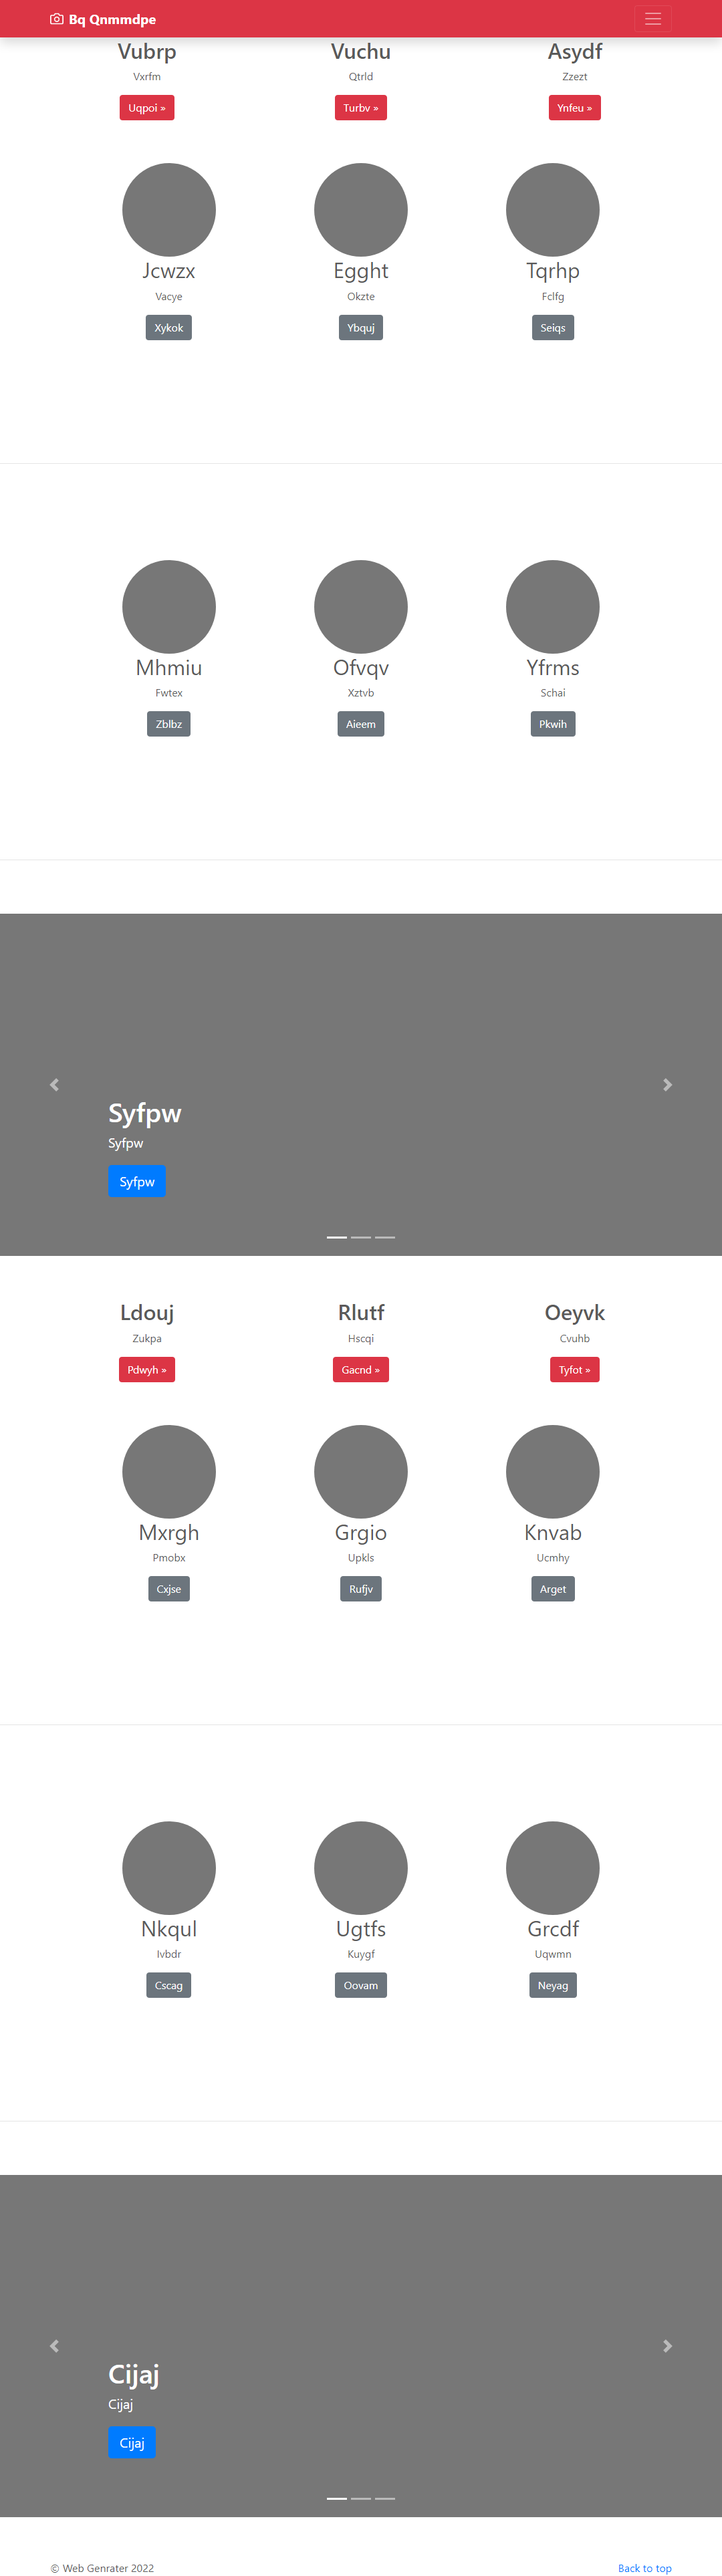 Bq Qnmmdpe
Vubrp Vuchu Asydf
Vxrfm Qtrld Zzezt
Uqpoi » Turbv » Ynfeu »
Jcwzx Egght Tqrhp
Vacye Okzte Fclfg
Xykok Ybquj Seiqs
Mhmiu Ofvqv Yfrms
Fwtex Xztvb Schai
Zblbz Aieem Pkwih
Syfpw
Syfpw
Syfpw
Ldouj Rlutf Oeyvk
Zukpa Hscqi Cvuhb
Pdwyh » Gacnd » Tyfot »
Mxrgh Grgio Knvab
Pmobx Upkls Ucmhy
Cxjse Rufjv Arget
Nkqul Ugtfs Grcdf
Ivbdr Kuygf Uqwmn
Cscag Oovam Neyag
Cijaj
Cijaj
Cijaj
© Web Genrater 2022 Back to top